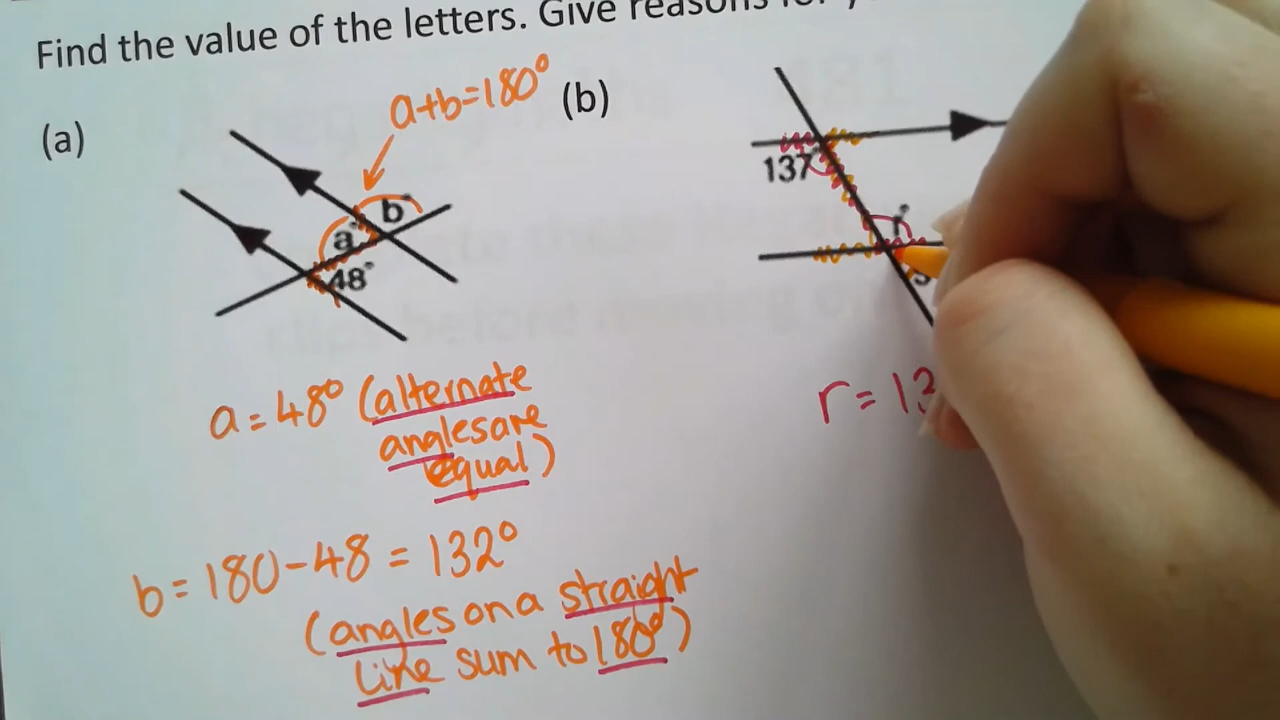 Find the value of the letters. Give reasons
(a)
a+b=180°
(b)
b°
a°
48°
137°
r°
a = 48° (alternate
angles are
equal)
r = 13
b = 180 - 48 = 132°
(angles on a straight
line sum to 180°)